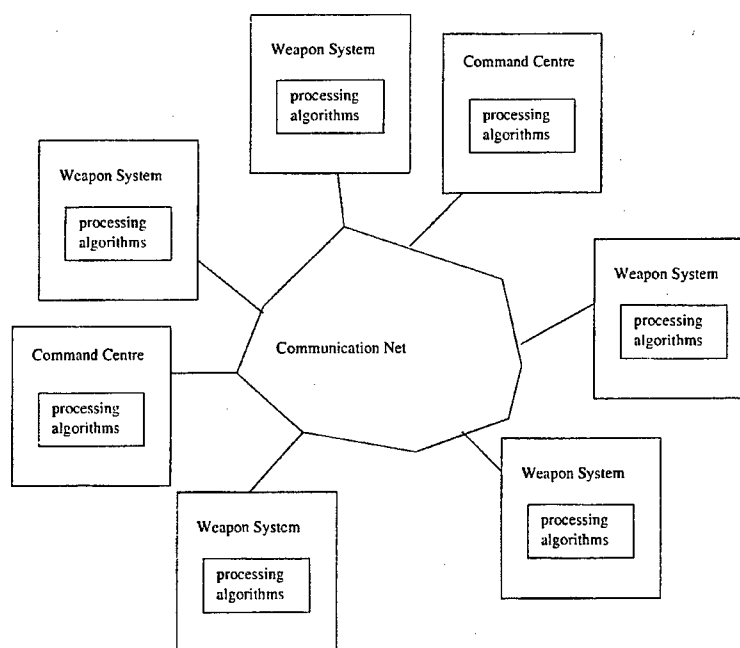 Weapon System
processing
algorithms
Command Centre
processing
algorithms
Weapon System
processing
algorithms
Weapon System
processing
algorithms
Command Centre
processing
algorithms
Communication Net
Weapon System
processing
algorithms
Weapon System
processing
algorithms